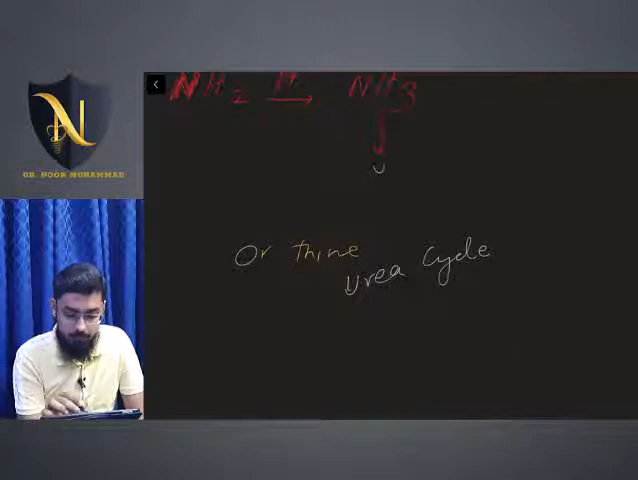 N
DR. NOOR MUHAMMAD
NH2 H → NH3
Or thine
Urea Cycle